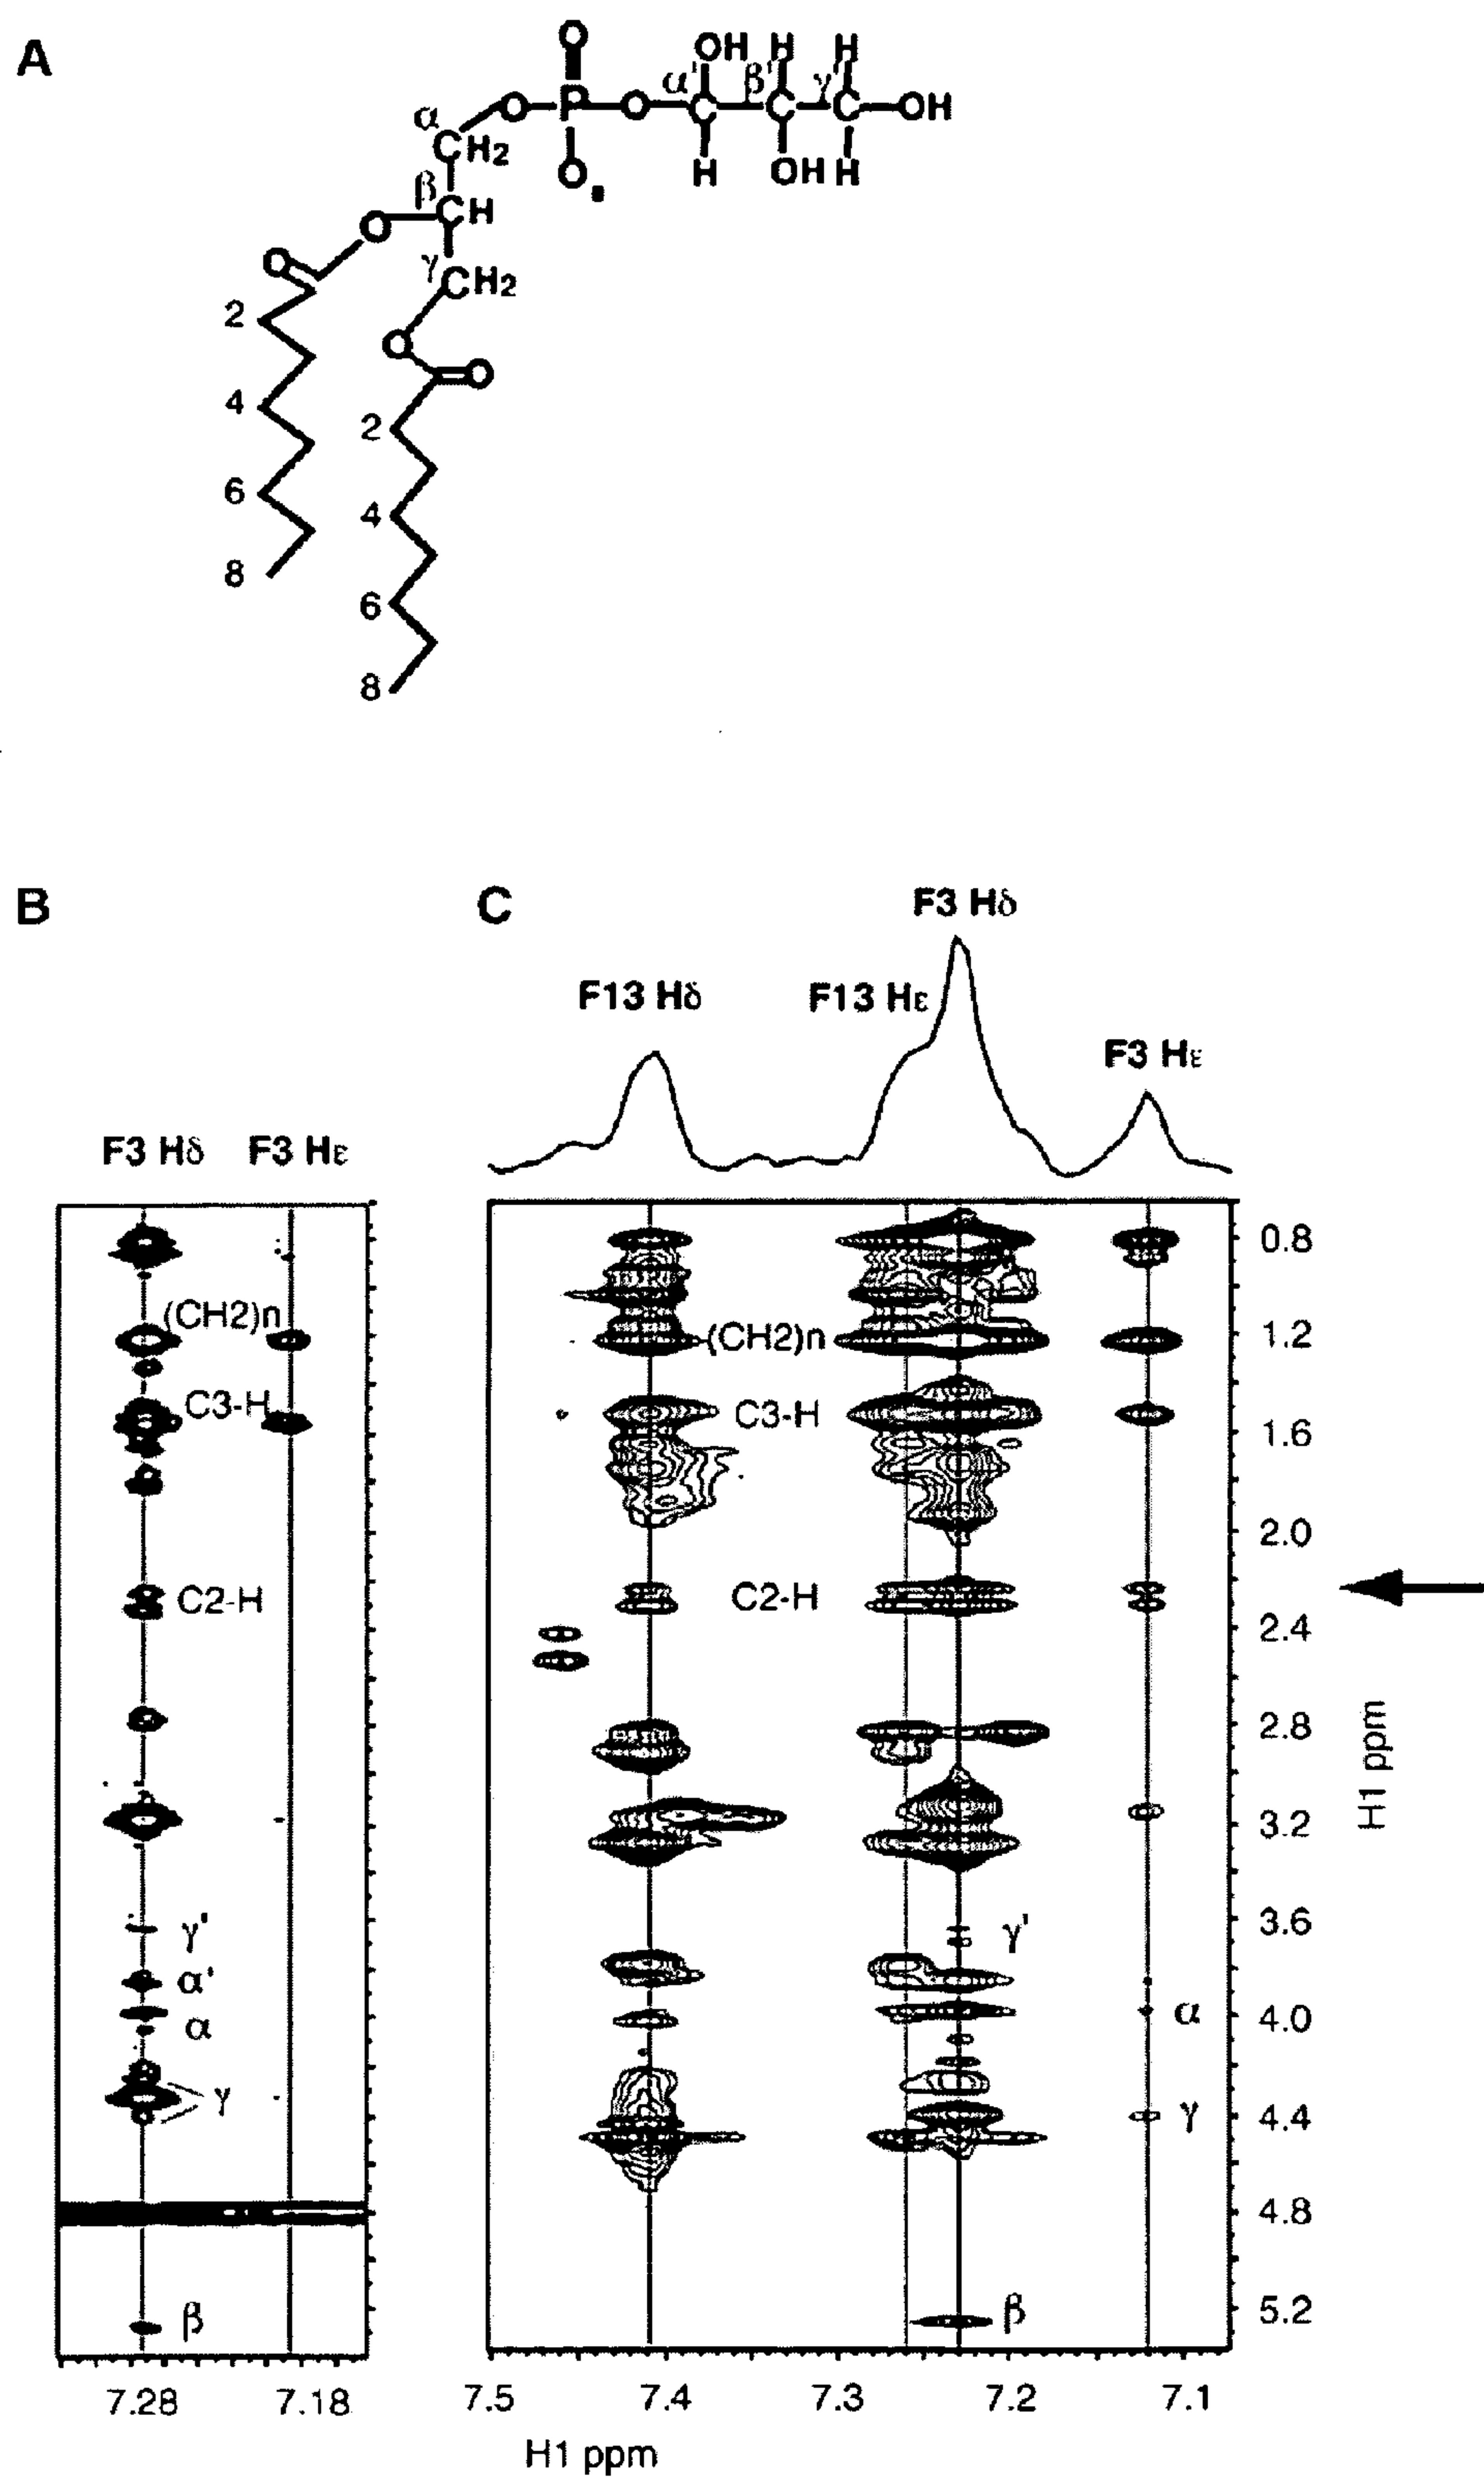 A
O
OH H H
α' β' γ'
O P O C C C OH
α
CH2
O H OH H
β
CH
O
γ
O CH2
2
O
O
4 2
6 4
8 6
8
B C
F3 Hδ
F13 Hδ F13 Hε
F3 Hε
F3 Hδ F3 Hε
0.8
(CH2)n
(CH2)n 1.2
C3-H C3-H
1.6
2.0
C2-H C2-H
2.4
2.8
H1 ppm
3.2
3.6
γ' γ'
α'
α α 4.0
γ γ 4.4
4.8
β β 5.2
7.28 7.18 7.5 7.4 7.3 7.2 7.1
H1 ppm